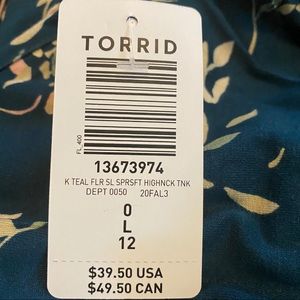 TORRID
FL_400
13673974
K TEAL FLR SL SPRSFT HIGHNCK TNK
DEPT 0050 20FAL3
0
L
12
$39.50 USA
$49.50 CAN